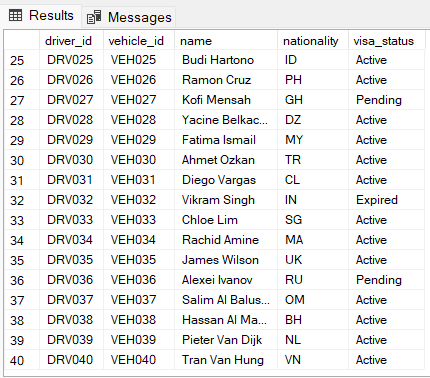 Results Messages
driver_id vehicle_id name nationality visa_status
25 DRV025 VEH025 Budi Hartono ID Active
26 DRV026 VEH026 Ramon Cruz PH Active
27 DRV027 VEH027 Kofi Mensah GH Pending
28 DRV028 VEH028 Yacine Belkac... DZ Active
29 DRV029 VEH029 Fatima Ismail MY Active
30 DRV030 VEH030 Ahmet Ozkan TR Active
31 DRV031 VEH031 Diego Vargas CL Active
32 DRV032 VEH032 Vikram Singh IN Expired
33 DRV033 VEH033 Chloe Lim SG Active
34 DRV034 VEH034 Rachid Amine MA Active
35 DRV035 VEH035 James Wilson UK Active
36 DRV036 VEH036 Alexei Ivanov RU Pending
37 DRV037 VEH037 Salim Al Balus... OM Active
38 DRV038 VEH038 Hassan Al Ma... BH Active
39 DRV039 VEH039 Pieter Van Dijk NL Active
40 DRV040 VEH040 Tran Van Hung VN Active